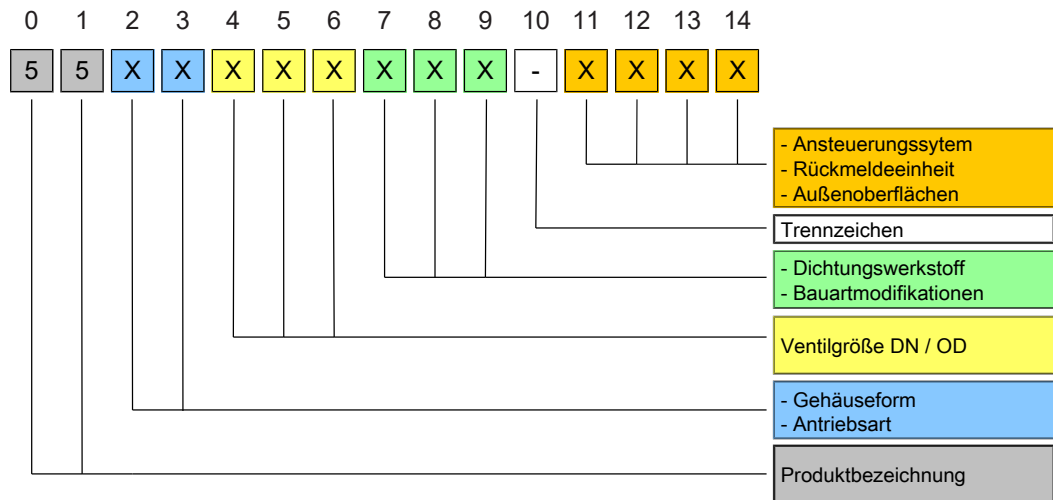 0 1 2 3 4 5 6 7 8 9 10 11 12 13 14
5 5 X X X X X X X X - X X X X
- Ansteuerungssytem
- Rückmeldeeinheit
- Außenoberflächen
Trennzeichen
- Dichtungswerkstoff
- Bauartmodifikationen
Ventilgröße DN / OD
- Gehäuseform
- Antriebsart
Produktbezeichnung